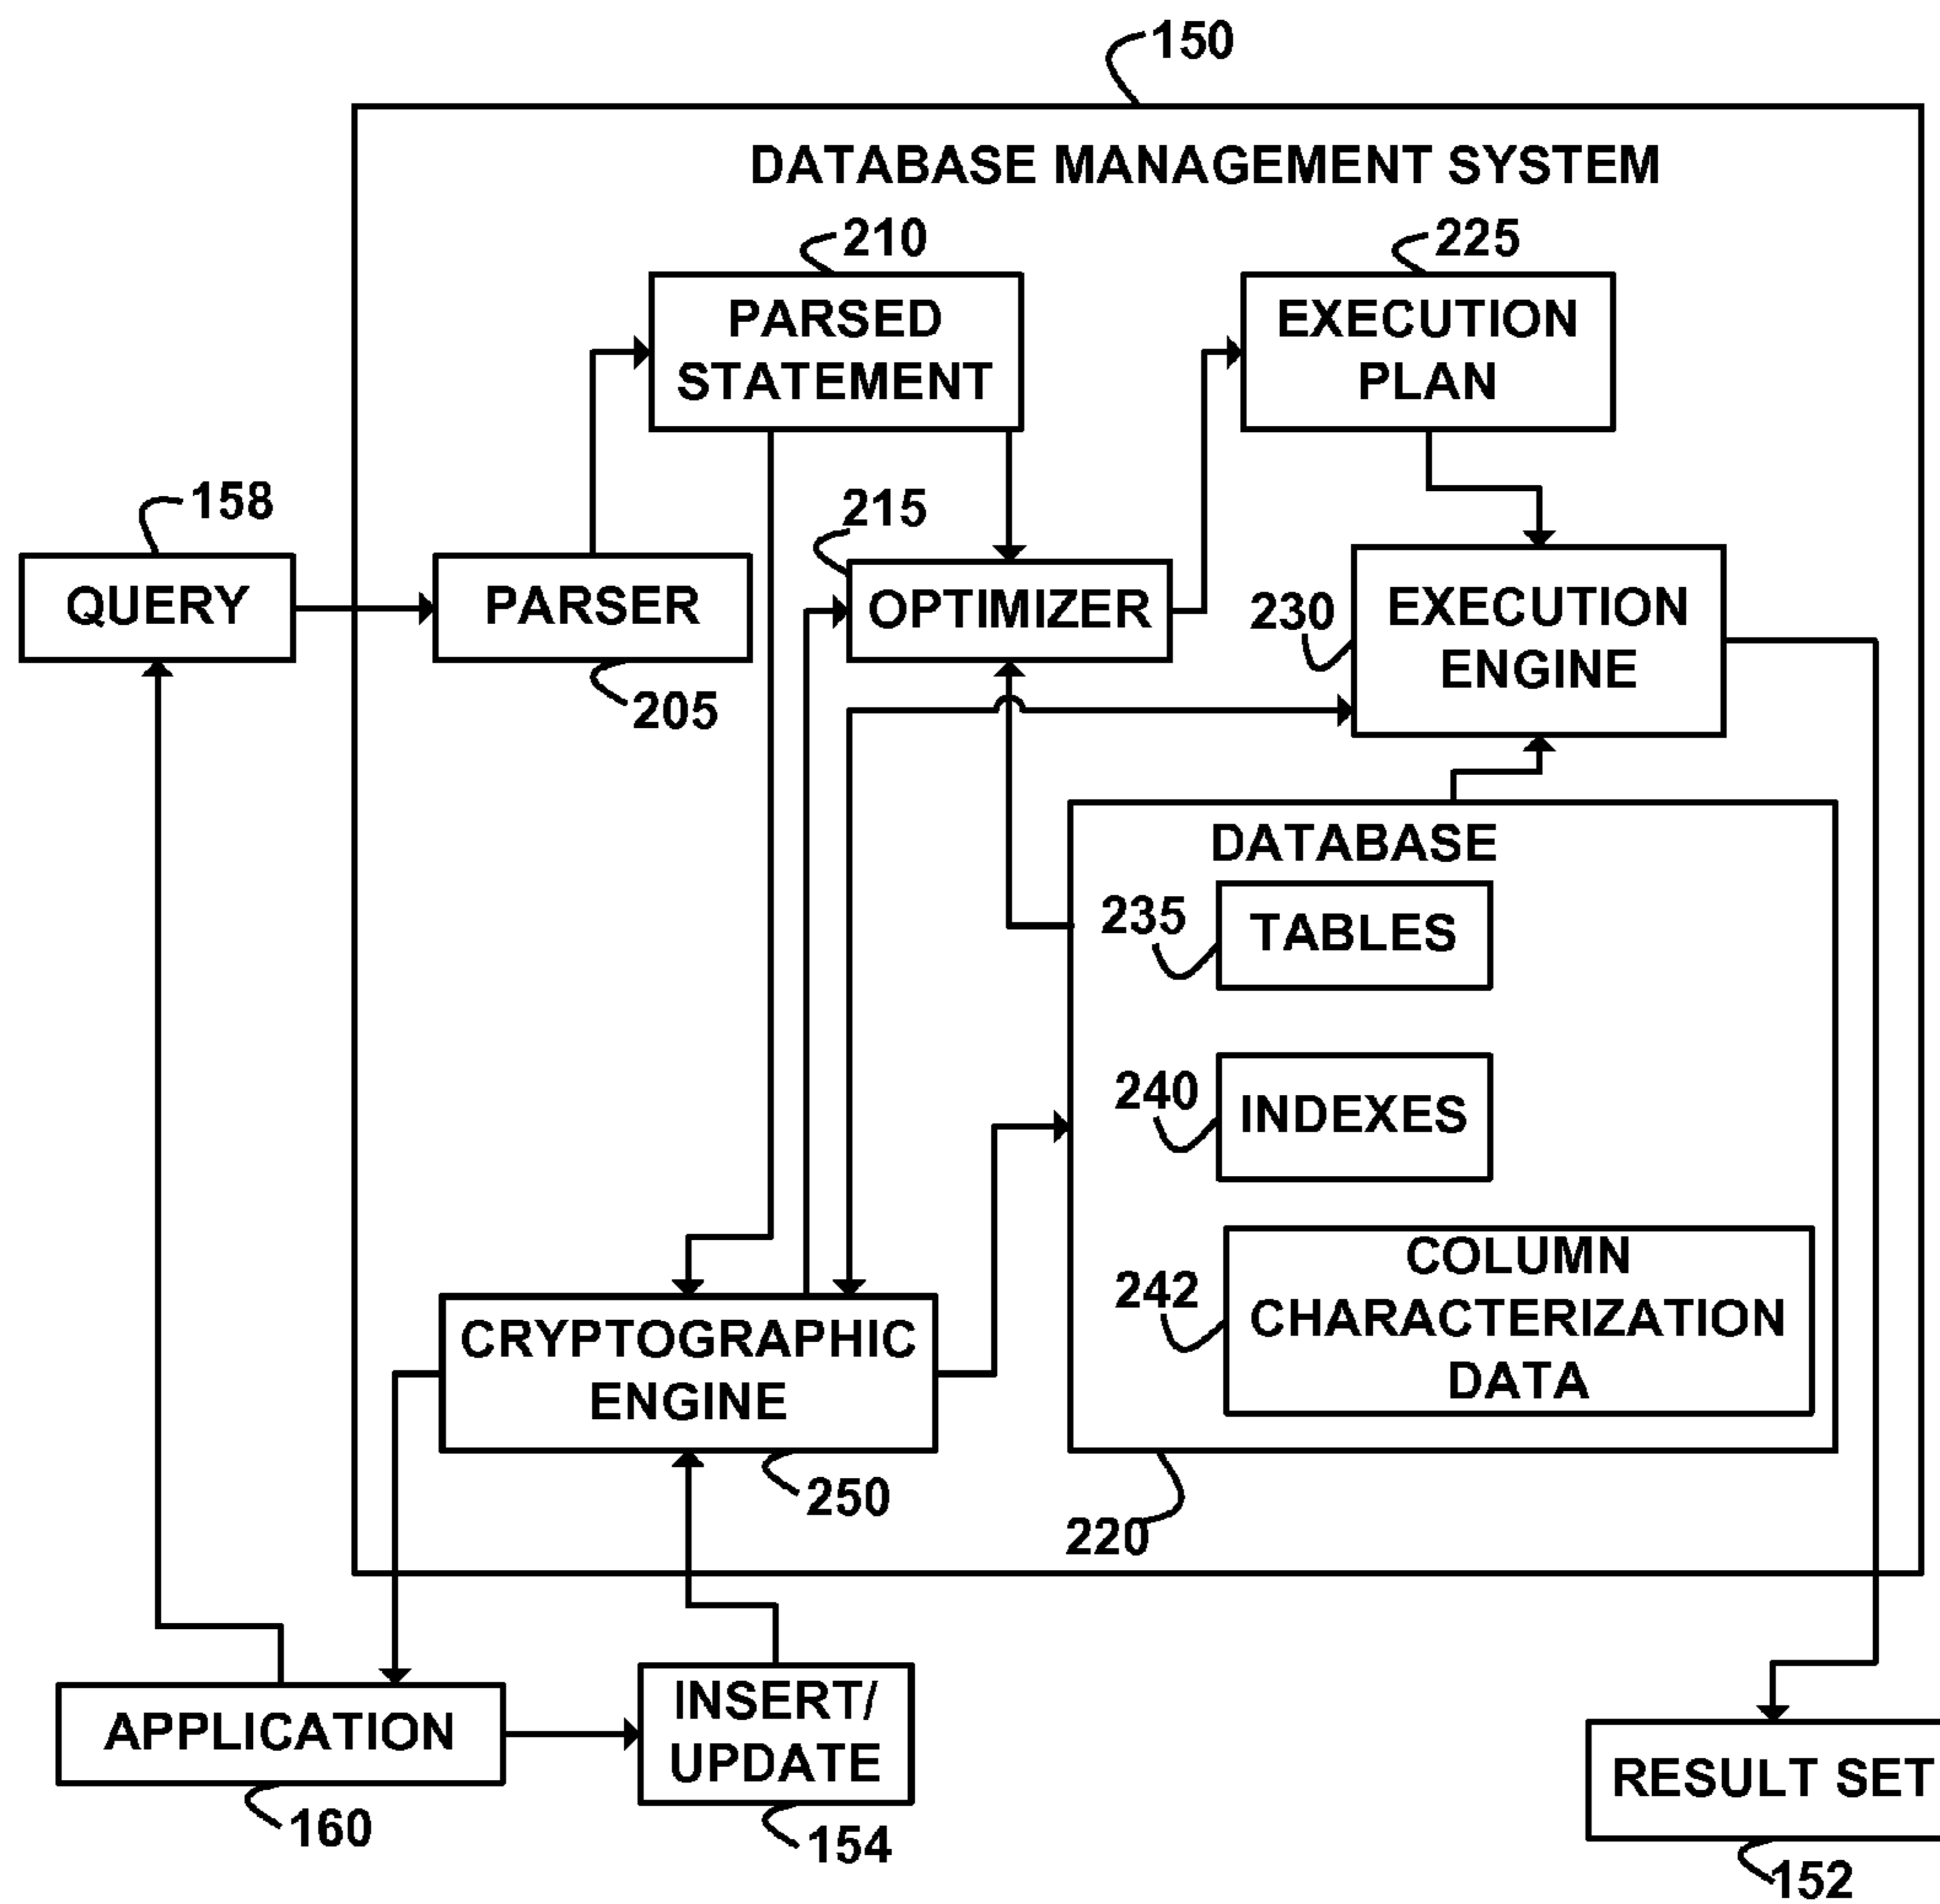 150
DATABASE MANAGEMENT SYSTEM
210
225
PARSED
STATEMENT
EXECUTION
PLAN
158
215
QUERY
PARSER
OPTIMIZER
230
EXECUTION
ENGINE
205
DATABASE
235
TABLES
240
INDEXES
242
COLUMN
CHARACTERIZATION
DATA
CRYPTOGRAPHIC
ENGINE
250
220
APPLICATION
INSERT/
UPDATE
RESULT SET
160
154
152